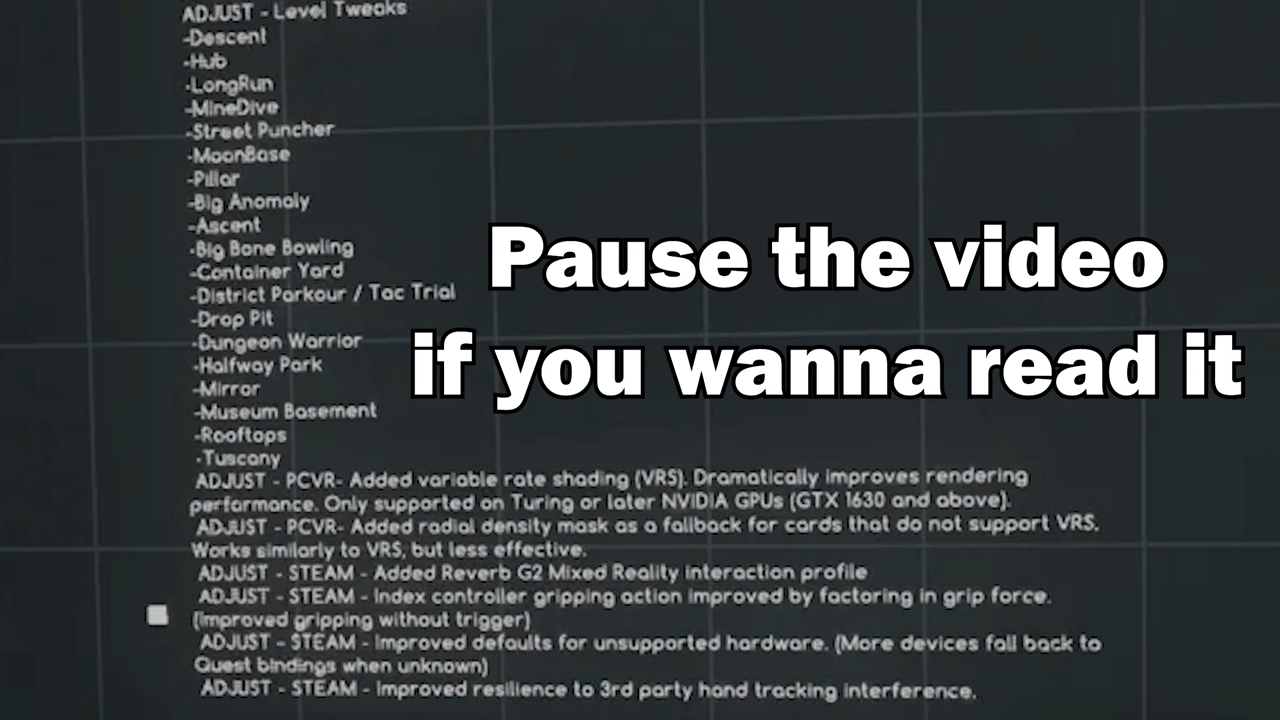 ADJUST - Level Tweaks
-Descent
-Hub
-LongRun
-MineDive
-Street Puncher
-MoonBase
-Pillar
-Big Anomaly
-Ascent
-Big Bone Bowling
-Container Yard
-District Parkour / Tac Trial
-Drop Pit
-Dungeon Warrior
-Halfway Park
-Mirror
-Museum Basement
-Rooftops
-Tuscany
Pause the video
if you wanna read it
ADJUST - PCVR- Added variable rate shading (VRS). Dramatically improves rendering
performance. Only supported on Turing or later NVIDIA GPUs (GTX 1630 and above).
ADJUST - PCVR- Added radial density mask as a fallback for cards that do not support VRS.
Works similarly to VRS, but less effective.
ADJUST - STEAM - Added Reverb G2 Mixed Reality interaction profile
ADJUST - STEAM - Index controller gripping action improved by factoring in grip force.
(Improved gripping without trigger)
ADJUST - STEAM - Improved defaults for unsupported hardware. (More devices fall back to
Quest bindings when unknown)
ADJUST - STEAM - Improved resilience to 3rd party hand tracking interference.